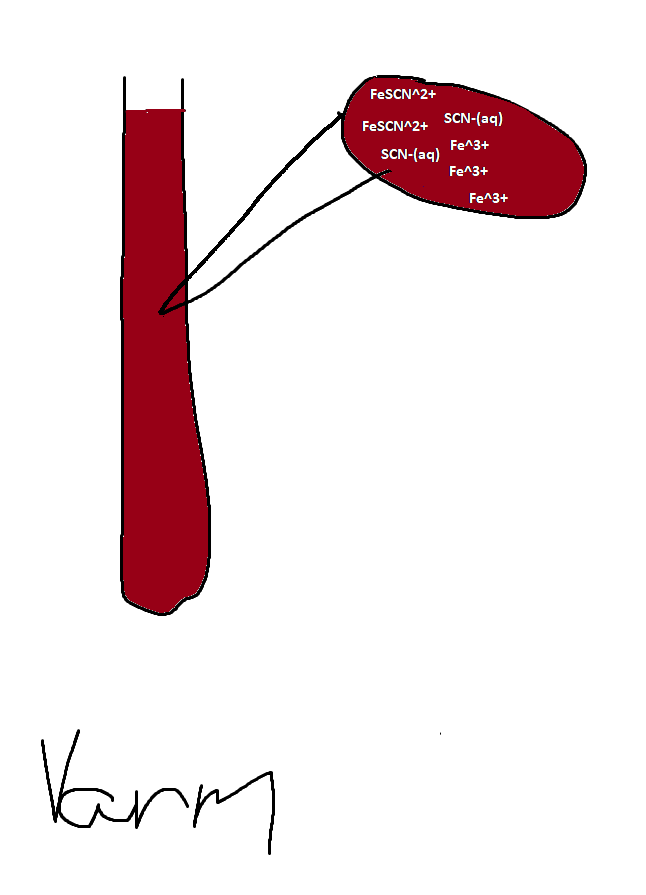 FeSCN^2+
FeSCN^2+ SCN-(aq)
SCN-(aq) Fe^3+
Fe^3+
Fe^3+
Varm